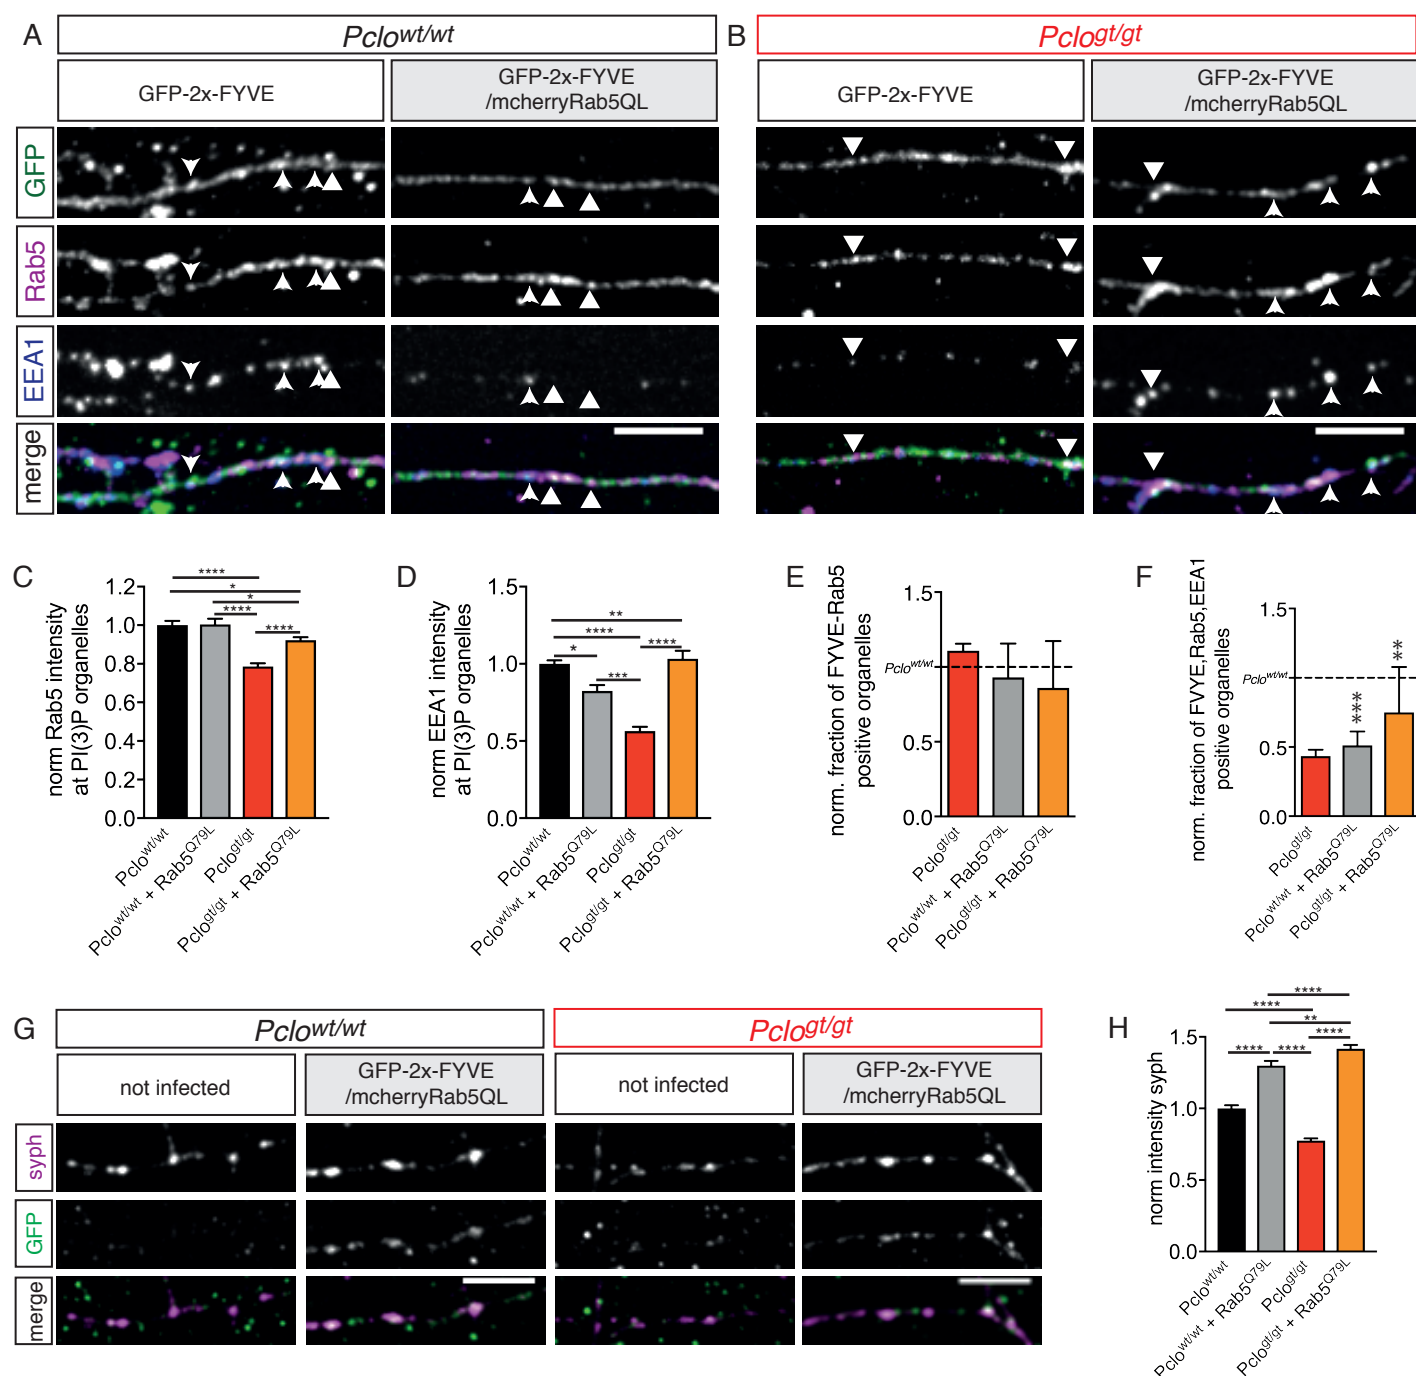 A
Pclowt/wt
B
Pclogt/gt
GFP-2x-FYVE
GFP-2x-FYVE
/mcherryRab5QL
GFP-2x-FYVE
GFP-2x-FYVE
/mcherryRab5QL
GFP
Rab5
EEA1
merge
C
norm Rab5 intensity
at PI(3)P organelles
1.2
1.0
0.8
0.6
0.4
0.2
0.0
****
*
*
****
****
Pclowt/wt
Pclowt/wt + Rab5Q79L
Pclogt/gt
Pclogt/gt + Rab5Q79L
D
norm EEA1 intensity
at PI(3)P organelles
1.5
1.0
0.5
0.0
**
****
****
*
***
Pclowt/wt
Pclowt/wt + Rab5Q79L
Pclogt/gt
Pclogt/gt + Rab5Q79L
E
norm. fraction of FYVE-Rab5
positive organelles
1.5
Pclowt/wt
0.5
0.0
Pclogt/gt
Pclowt/wt + Rab5Q79L
Pclogt/gt + Rab5Q79L
F
norm. fraction of FVYE,Rab5,EEA1
positive organelles
1.5
Pclowt/wt
0.5
0.0
***
**
Pclogt/gt
Pclowt/wt + Rab5Q79L
Pclogt/gt + Rab5Q79L
G
Pclowt/wt
Pclogt/gt
not infected
GFP-2x-FYVE
/mcherryRab5QL
not infected
GFP-2x-FYVE
/mcherryRab5QL
syph
GFP
merge
H
norm intensity syph
1.5
1.0
0.5
0.0
****
****
**
****
****
****
Pclowt/wt
Pclowt/wt + Rab5Q79L
Pclogt/gt
Pclogt/gt + Rab5Q79L